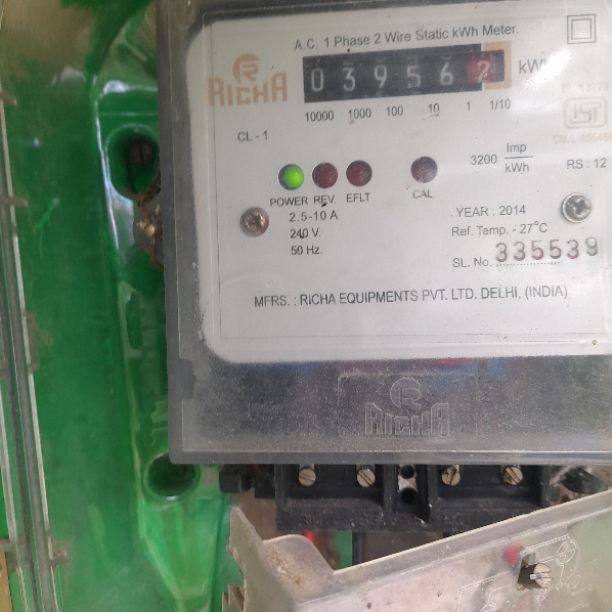 A.C. 1 Phase 2 Wire Static kWh Meter.
RICHA
0 3 9 5 6 2
10000 1000 100 10 1 1/10
CL - 1
3200 Imp
kWh
RS : 12
POWER REV. EFLT
CAL
2.5-10 A
240 V.
50 Hz.
YEAR : 2014
Ref. Temp. - 27°C
SL. No. 335539
MFRS. : RICHA EQUIPMENTS PVT. LTD. DELHI, (INDIA)
RICHA